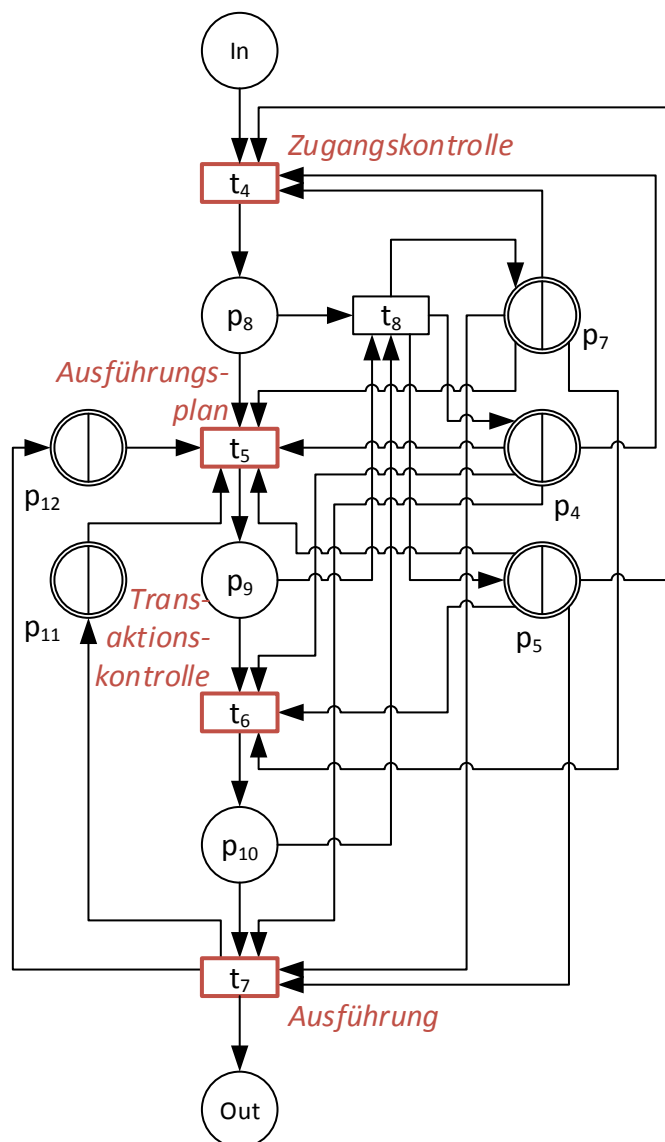 In
Zugangskontrolle
t₄
p₈
t₈
p₇
Ausführungs-
plan
t₅
p₁₂
p₄
p₉
p₁₁
Trans-
aktions-
kontrolle
p₅
t₆
p₁₀
t₇
Ausführung
Out